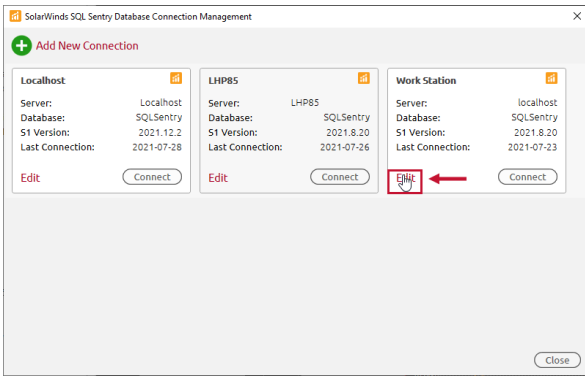 SolarWinds SQL Sentry Database Connection Management
Add New Connection
Localhost
Server: Localhost
Database: SQLSentry
S1 Version: 2021.12.2
Last Connection: 2021-07-28
Edit Connect
LHP85
Server: LHP85
Database: SQLSentry
S1 Version: 2021.8.20
Last Connection: 2021-07-26
Edit Connect
Work Station
Server: localhost
Database: SQLSentry
S1 Version: 2021.8.20
Last Connection: 2021-07-23
Edit Connect
Close